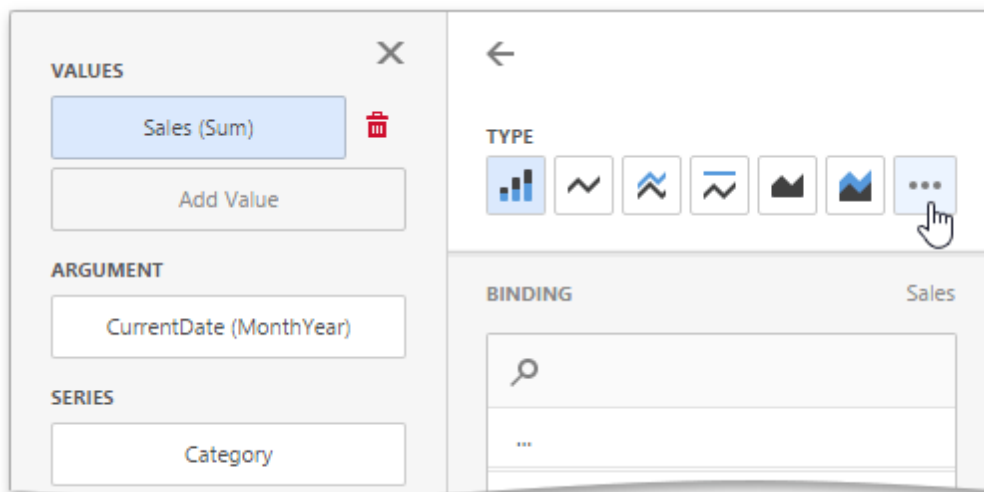 VALUES
Sales (Sum)
Add Value
ARGUMENT
CurrentDate (MonthYear)
SERIES
Category
TYPE
BINDING
Sales
...